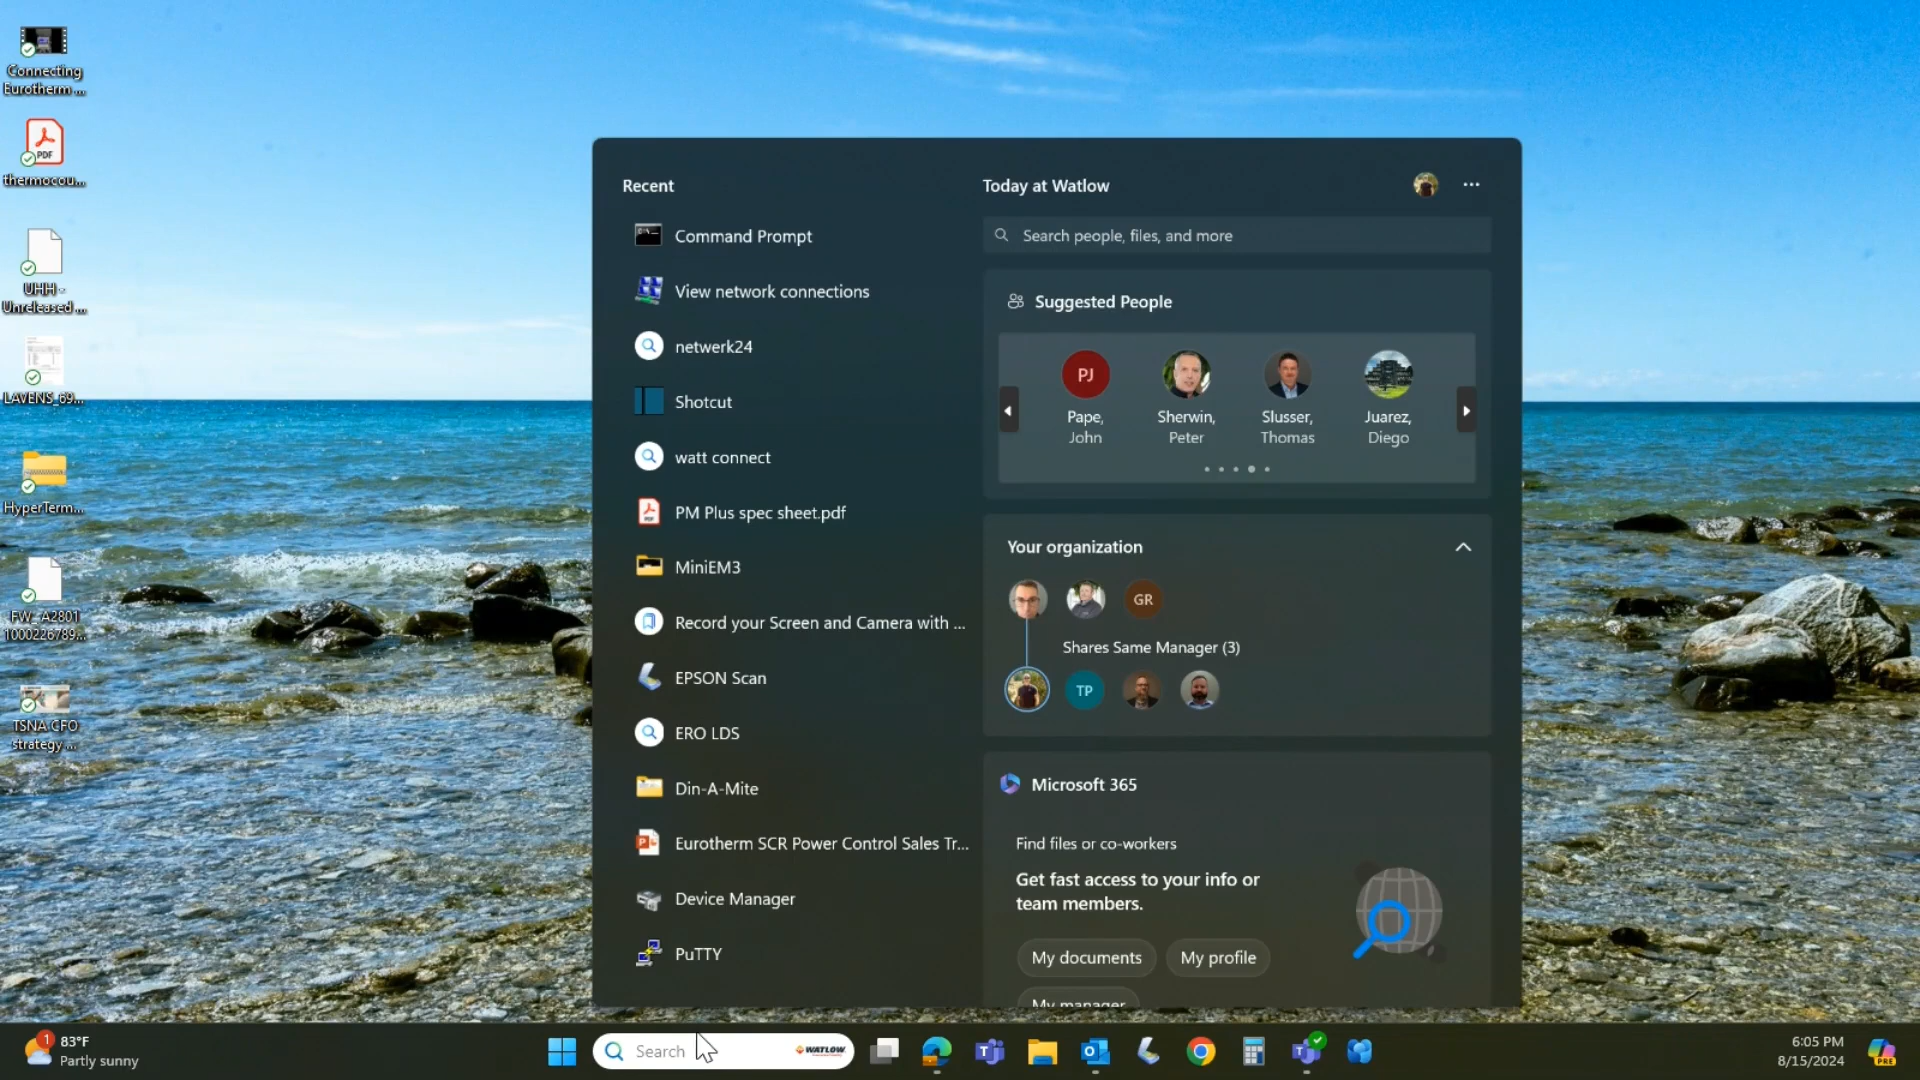 Connecting
Eurotherm ...
thermocou...
UHH -
Unreleased ...
LAVENS_69...
HyperTerm...
FW_A2801
1000226789...
TSNA CFO
strategy ...
Recent
Command Prompt
View network connections
netwerk24
Shotcut
watt connect
PM Plus spec sheet.pdf
MiniEM3
Record your Screen and Camera with ...
EPSON Scan
ERO LDS
Din-A-Mite
Eurotherm SCR Power Control Sales Tr...
Device Manager
PuTTY
Today at Watlow
Search people, files, and more
Suggested People
PJ
Pape,
John
Sherwin,
Peter
Slusser,
Thomas
Juarez,
Diego
Your organization
GR
Shares Same Manager (3)
TP
Microsoft 365
Find files or co-workers
Get fast access to your info or
team members.
My documents
My profile
My manager
1
83°F
Partly sunny
Search
WATLOW
6:05 PM
8/15/2024
PRE